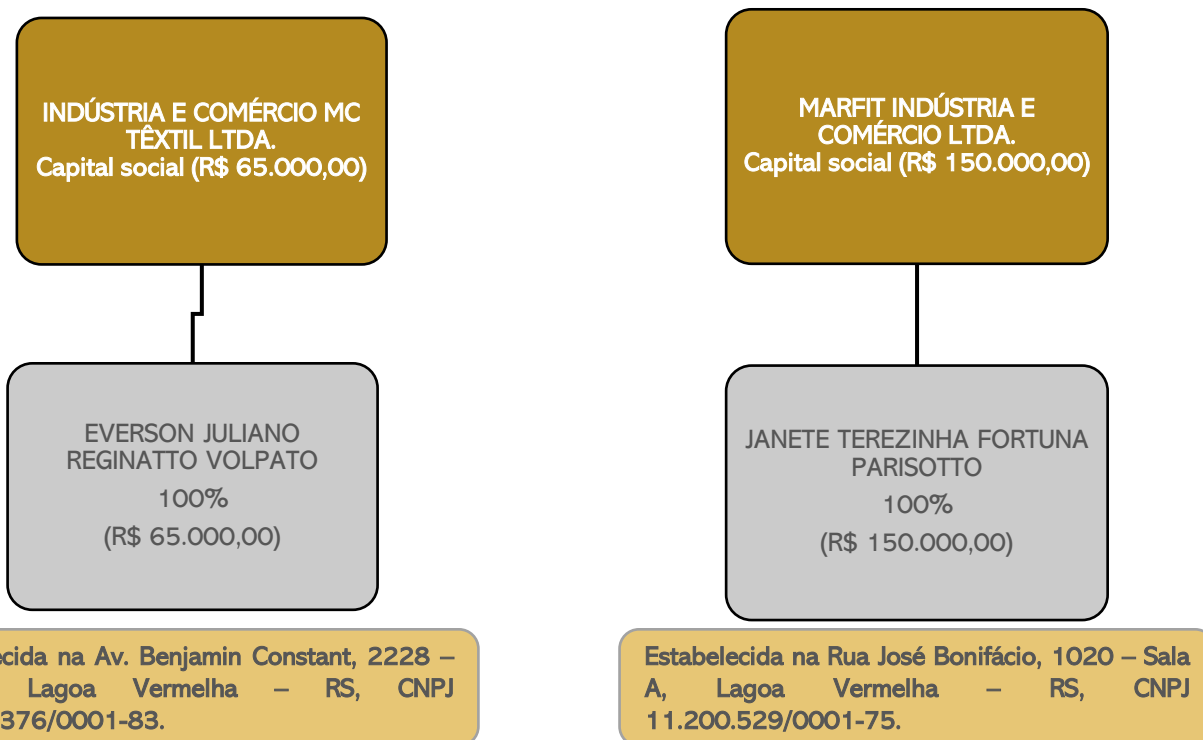 INDÚSTRIA E COMÉRCIO MC
TÊXTIL LTDA.
Capital social (R$ 65.000,00)
EVERSON JULIANO
REGINATTO VOLPATO
100%
(R$ 65.000,00)
na Av. Benjamin Constant, 2228 –
Lagoa Vermelha – RS, CNPJ
376/0001-83.
MARFIT INDÚSTRIA E
COMÉRCIO LTDA.
Capital social (R$ 150.000,00)
JANETE TEREZINHA FORTUNA
PARISOTTO
100%
(R$ 150.000,00)
Estabelecida na Rua José Bonifácio, 1020 – Sala
A, Lagoa Vermelha – RS, CNPJ
11.200.529/0001-75.